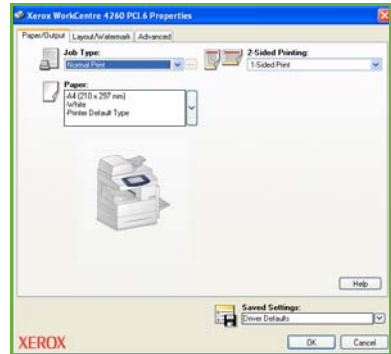 Xerox WorkCentre 4260 PCL6 Properties
Paper/Output Layout/Watermark Advanced
Job Type:
Normal Print
2-Sided Printing:
1-Sided Print
Paper:
-A4 (210 x 297 mm)
-White
-Printer Default Type
Help
Saved Settings:
Driver Defaults
XEROX
OK Cancel